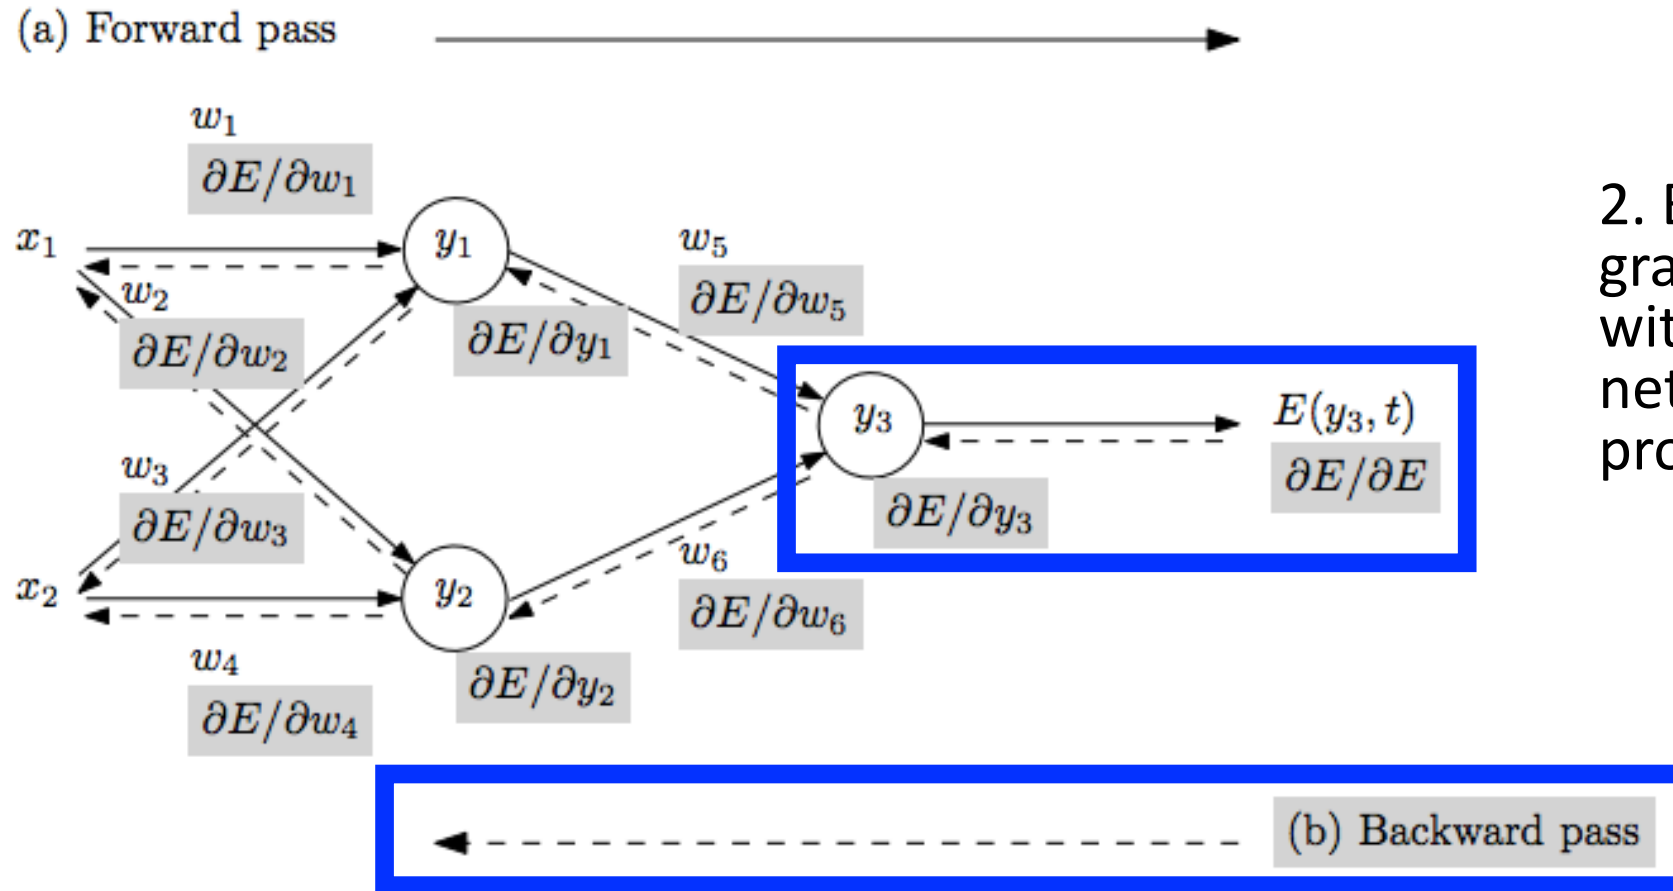 (a) Forward pass
w₁
∂E/∂w₁
x₁
y₁
w₅
∂E/∂w₅
w₂
∂E/∂w₂
∂E/∂y₁
y₃
E(y₃, t)
∂E/∂E
∂E/∂y₃
w₃
∂E/∂w₃
x₂
y₂
w₆
∂E/∂w₆
w₄
∂E/∂w₄
∂E/∂y₂
(b) Backward pass
2.